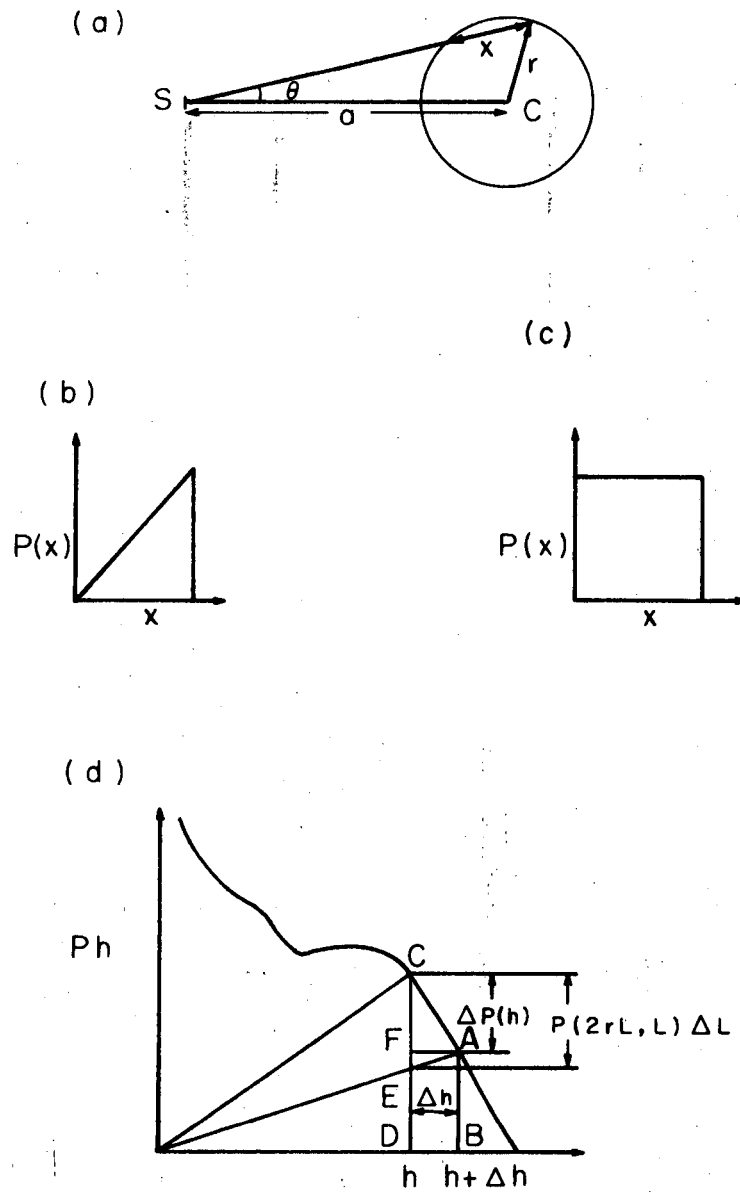 (a)
x
r
θ
S
a
C
(c)
(b)
P(x)
x
P(x)
x
(d)
Ph
C
ΔP(h)
P(2rL, L) ΔL
F
A
E
Δh
D
B
h
h + Δh